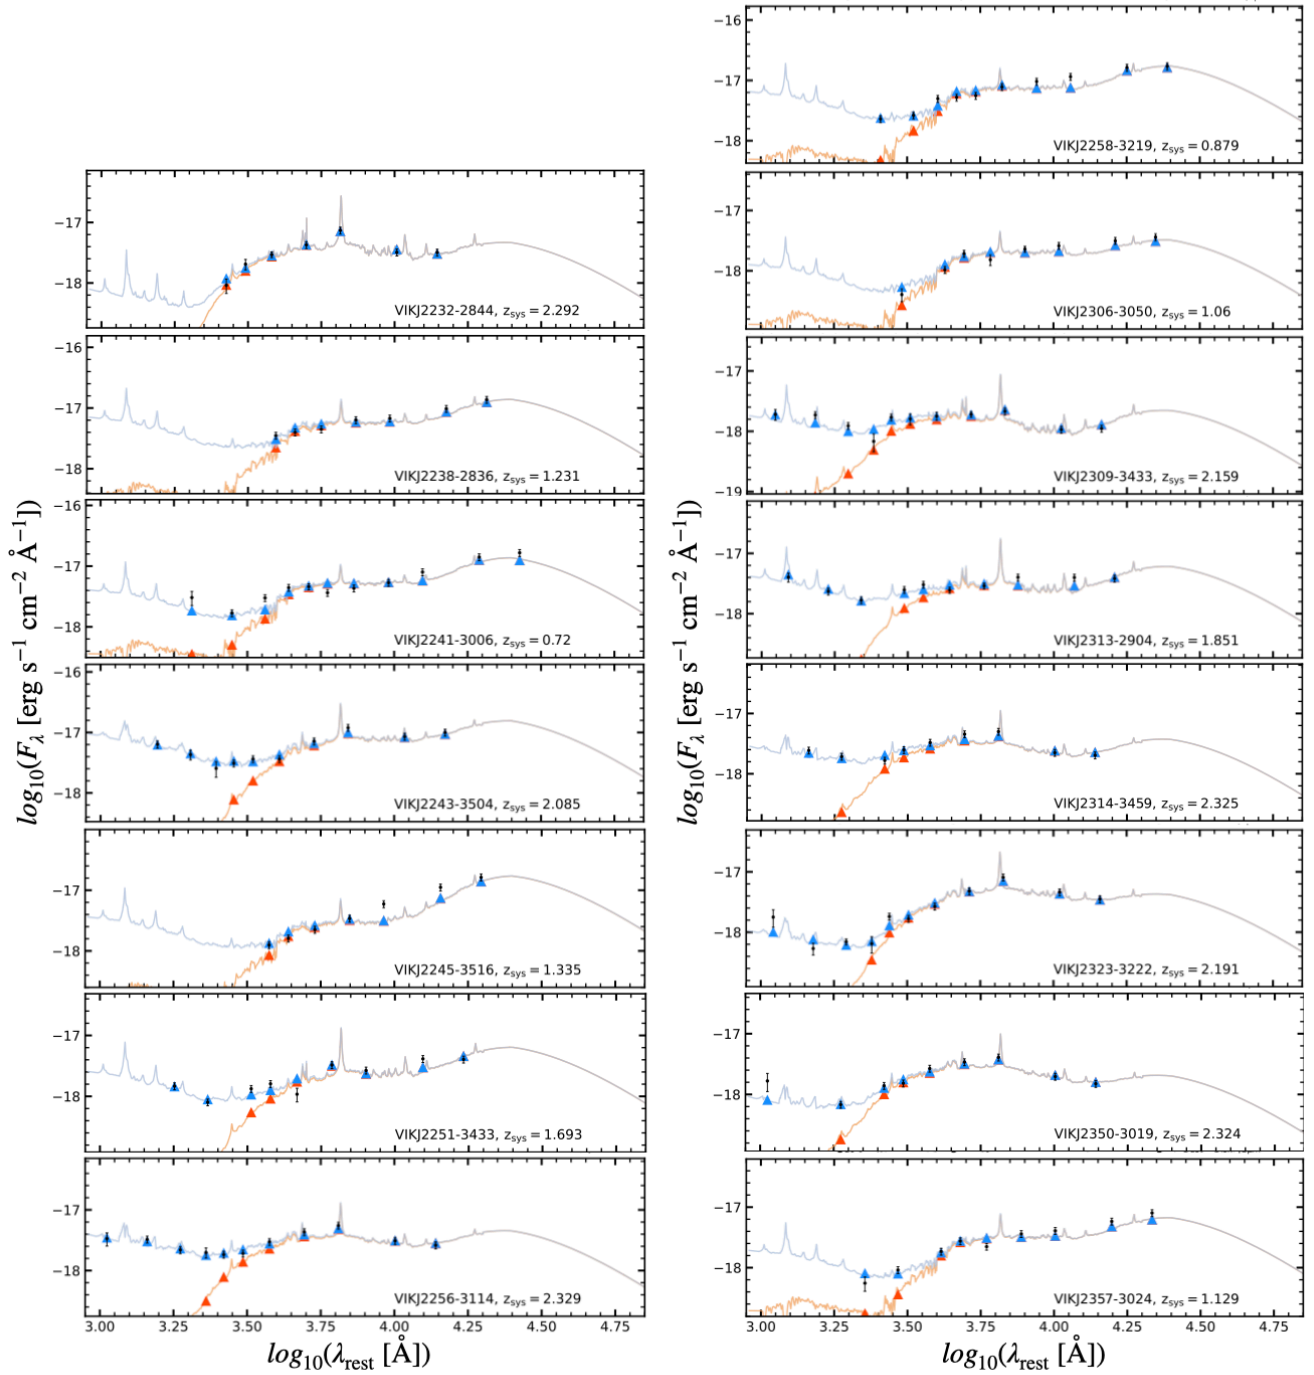 −17
−18
VIKJ2232-2844, z_sys = 2.292
−16
−17
−18
VIKJ2238-2836, z_sys = 1.231
−16
−17
−18
VIKJ2241-3006, z_sys = 0.72
−16
−17
−18
VIKJ2243-3504, z_sys = 2.085
−17
−18
VIKJ2245-3516, z_sys = 1.335
−17
−18
VIKJ2251-3433, z_sys = 1.693
−17
−18
VIKJ2256-3114, z_sys = 2.329
3.00 3.25 3.50 3.75 4.00 4.25 4.50 4.75
log₁₀(λ_rest [Å])
log₁₀(F_λ [erg s⁻¹ cm⁻² Å⁻¹])
−16
−17
−18
VIKJ2258-3219, z_sys = 0.879
−17
−18
VIKJ2306-3050, z_sys = 1.06
−17
−18
−19
VIKJ2309-3433, z_sys = 2.159
−17
−18
VIKJ2313-2904, z_sys = 1.851
−17
−18
VIKJ2314-3459, z_sys = 2.325
−17
−18
VIKJ2323-3222, z_sys = 2.191
−17
−18
VIKJ2350-3019, z_sys = 2.324
−17
−18
VIKJ2357-3024, z_sys = 1.129
3.00 3.25 3.50 3.75 4.00 4.25 4.50 4.75
log₁₀(λ_rest [Å])
log₁₀(F_λ [erg s⁻¹ cm⁻² Å⁻¹])